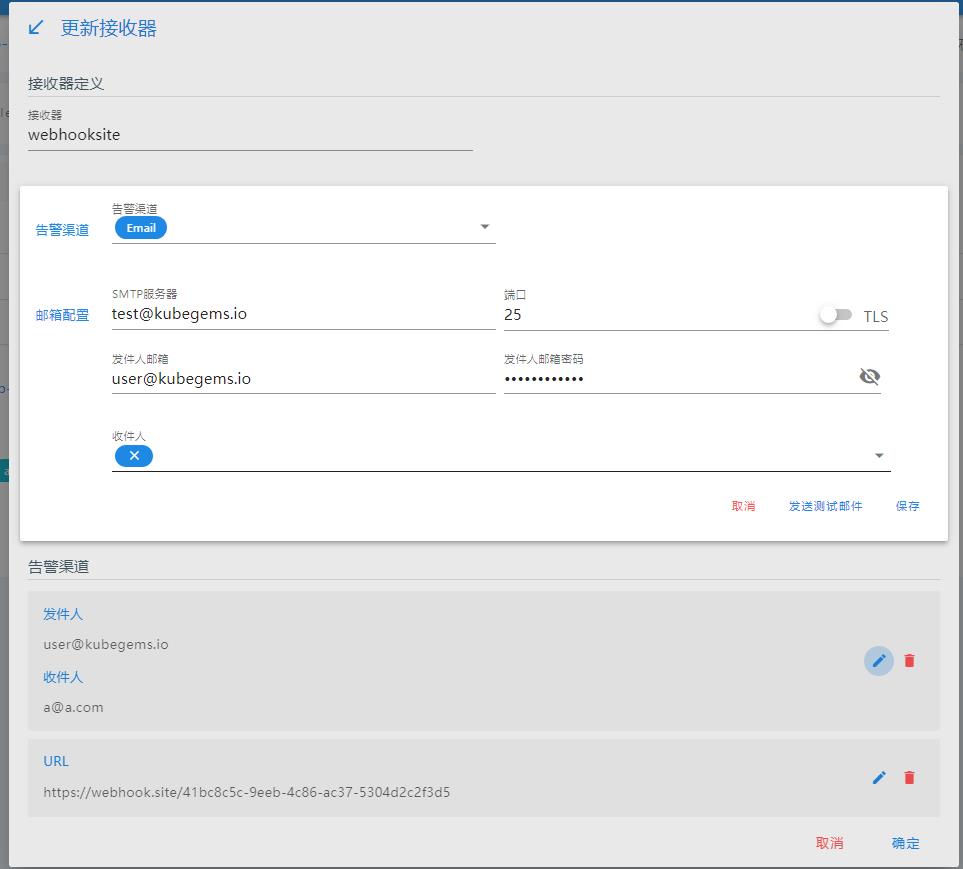 更新接收器
接收器定义
接收器
webhooksite
告警渠道
告警渠道
Email
邮箱配置
SMTP服务器
test@kubegems.io
端口
25
TLS
发件人邮箱
user@kubegems.io
发件人邮箱密码
••••••••••••
收件人
取消 发送测试邮件 保存
告警渠道
发件人
user@kubegems.io
收件人
a@a.com
URL
https://webhook.site/41bc8c5c-9eeb-4c86-ac37-5304d2c2f3d5
取消 确定